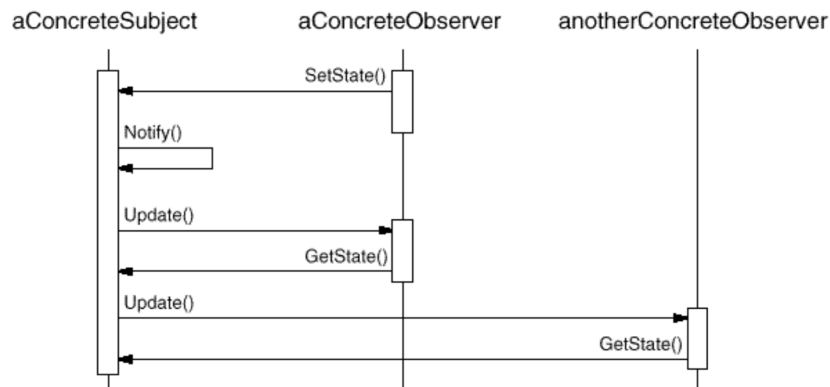 aConcreteSubject aConcreteObserver anotherConcreteObserver
SetState()
Notify()
Update()
GetState()
Update()
GetState()